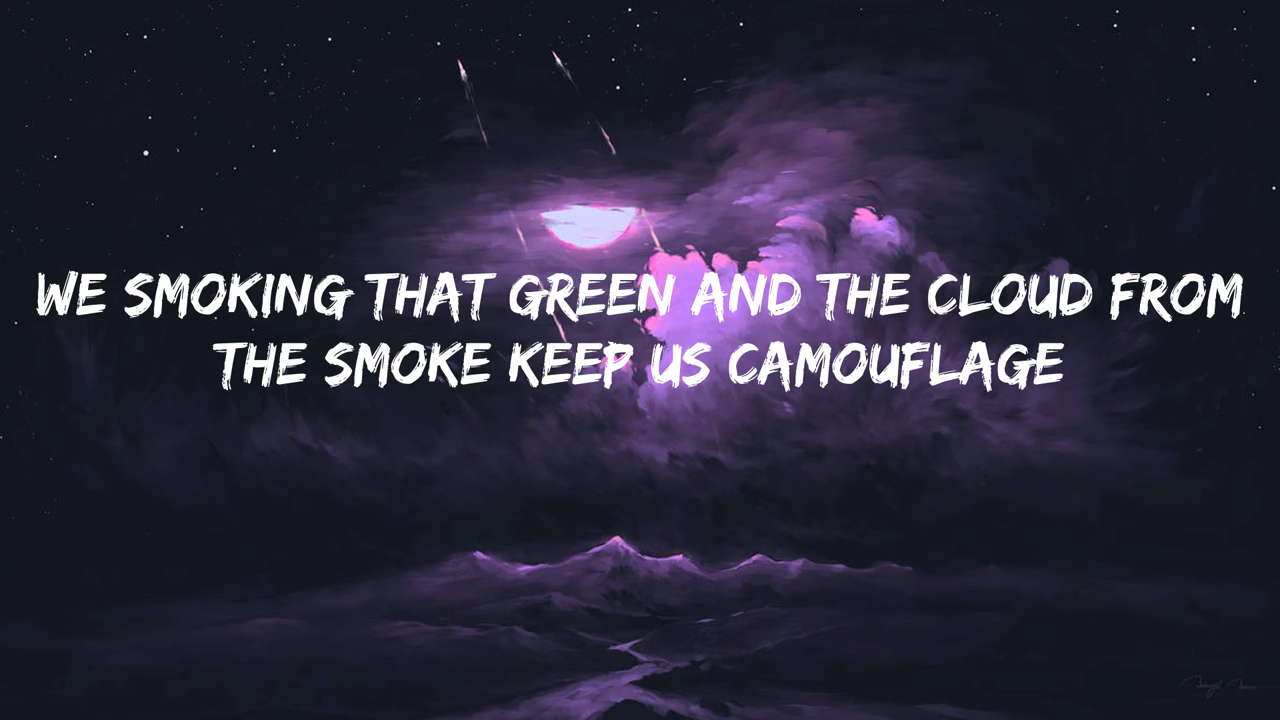 WE SMOKING THAT GREEN AND THE CLOUD FROM
THE SMOKE KEEP US CAMOUFLAGE